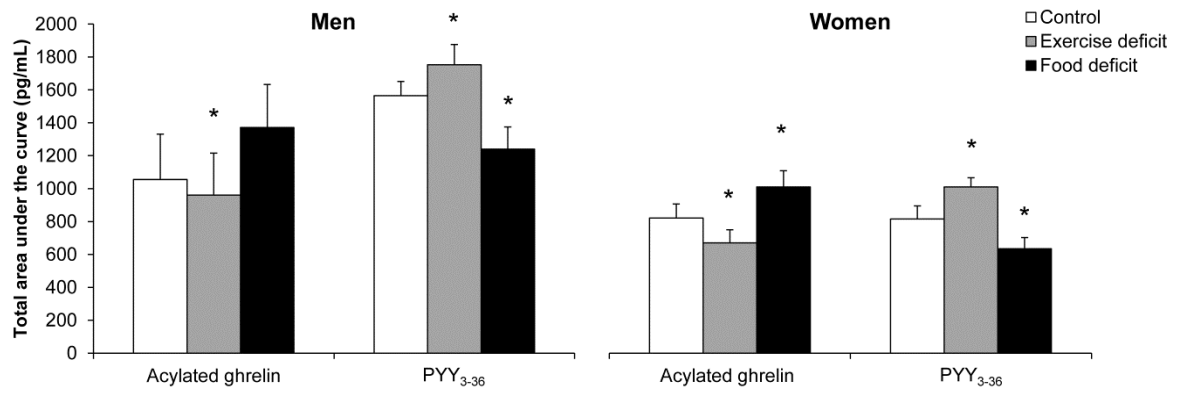 Men
Women
Control
Exercise deficit
Food deficit
Total area under the curve (pg/mL)
2000
1800
1600
1400
1200
1000
800
600
400
200
0
*
*
*
*
*
*
*
Acylated ghrelin
PYY3-36
Acylated ghrelin
PYY3-36